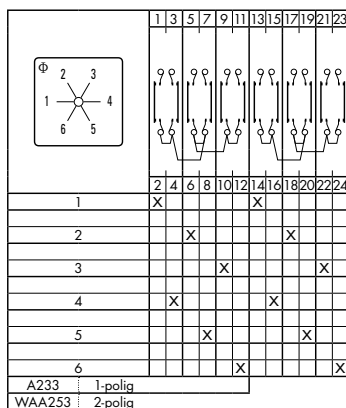 1 3 5 7 9 11 13 15 17 19 21 23
Φ
2 3
1 4
6 5
2 4 6 8 10 12 14 16 18 20 22 24
1 X X
2 X X
3 X X
4 X X
5 X X
6 X X
A233 1-polig
WAA253 2-polig